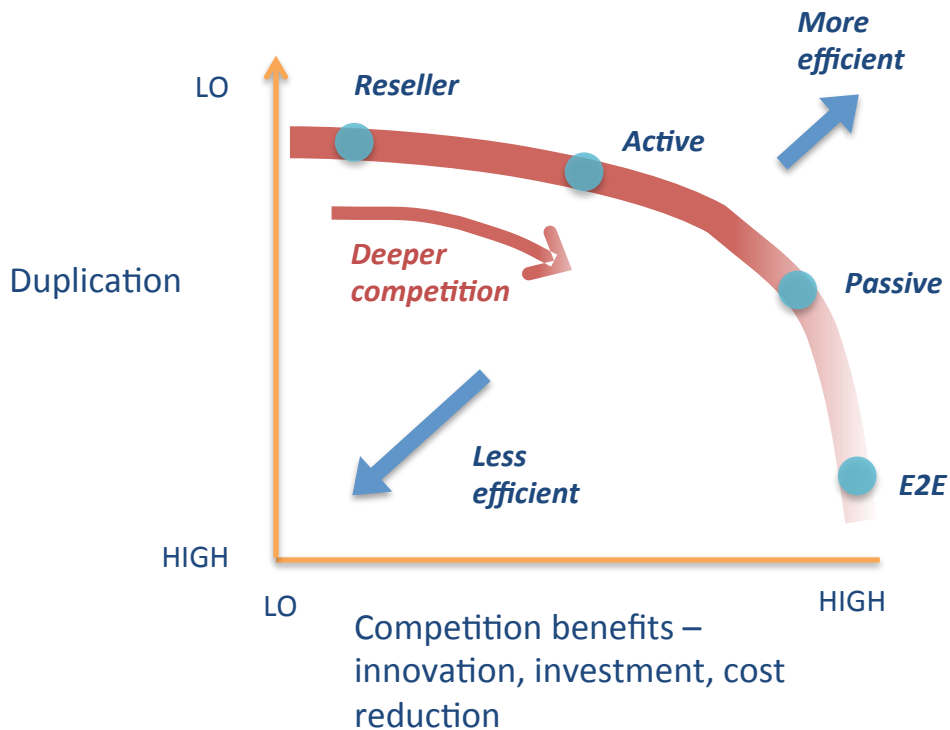 More
efficient
LO
Reseller
Active
Deeper
competition
Duplication
Passive
Less
efficient
E2E
HIGH
LO
HIGH
Competition benefits –
innovation, investment, cost
reduction